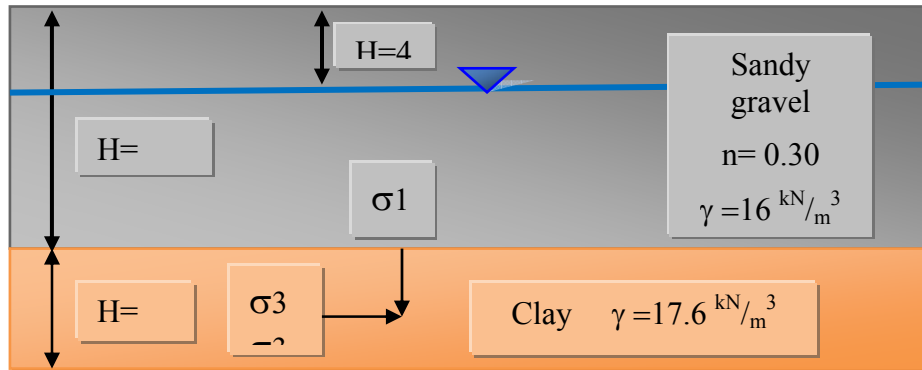 H=4
Sandy
gravel
n= 0.30
γ =16 kN/m3
H=
σ1
H=
σ3
Clay γ =17.6 kN/m3